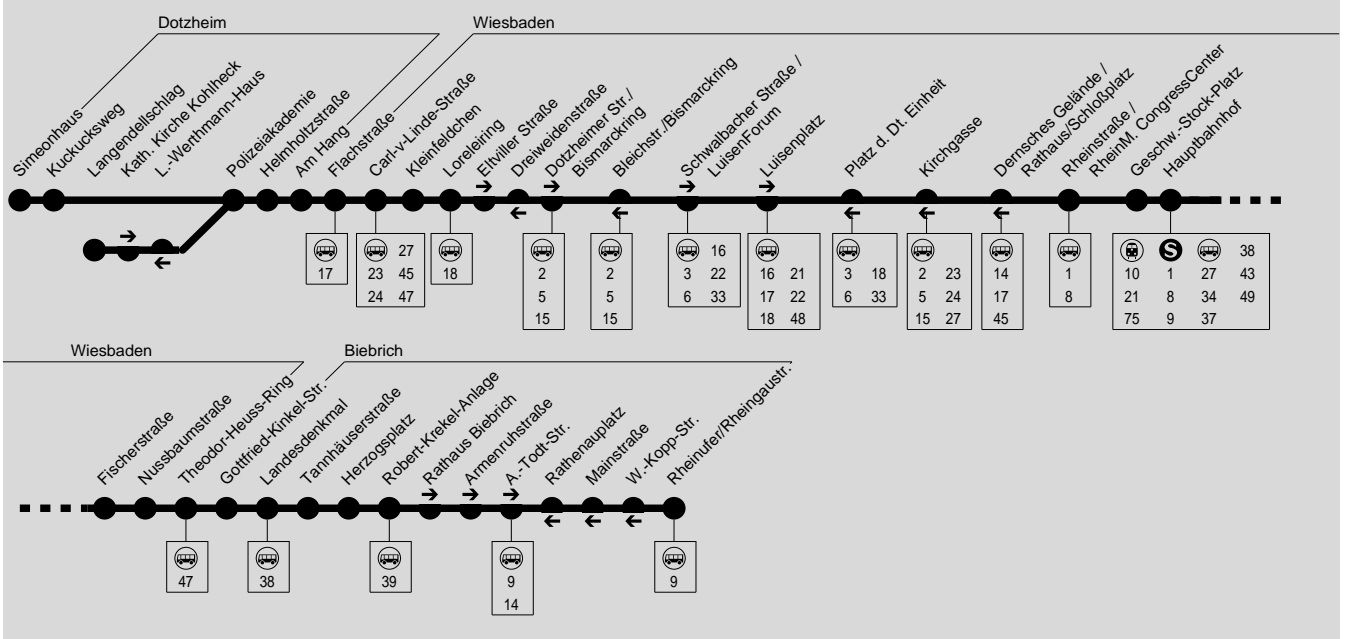 Dotzheim
Wiesbaden
Simeonhaus
Kuckucksweg
Langendellschlag
Kath. Kirche Kohlheck
L.-Werthmann-Haus
Polizeiakademie
Helmholtzstraße
Am Hang
Flachstraße
Carl-v-Linde-Straße
Kleinfeldchen
Loreleiring
Eltviller Straße
Dreiweidenstraße
Dotzheimer Str./
Bismarckring
Bleichstr./Bismarckring
Schwalbacher Straße /
LuisenForum
Luisenplatz
Platz d. Dt. Einheit
Kirchgasse
Dernsches Gelände /
Rathaus/Schloßplatz
Rheinstraße /
RheinM. CongressCenter
Geschw.-Stock-Platz
Hauptbahnhof
17
27
23 45
24 47
18
2
5
15
2
5
15
16
3 22
6 33
16 21
17 22
18 48
3 18
6 33
2 23
5 24
15 27
14
17
45
1
8
S 38
10 1 27 43
21 8 34 49
75 9 37
Wiesbaden
Biebrich
Fischerstraße
Nussbaumstraße
Theodor-Heuss-Ring
Gottfried-Kinkel-Str.
Landesdenkmal
Tannhäuserstraße
Herzogsplatz
Robert-Krekel-Anlage
Rathaus Biebrich
Armenruhstraße
A.-Todt-Str.
Rathenauplatz
Mainstraße
W.-Kopp-Str.
Rheinufer/Rheingaustr.
47
38
39
9
14
9